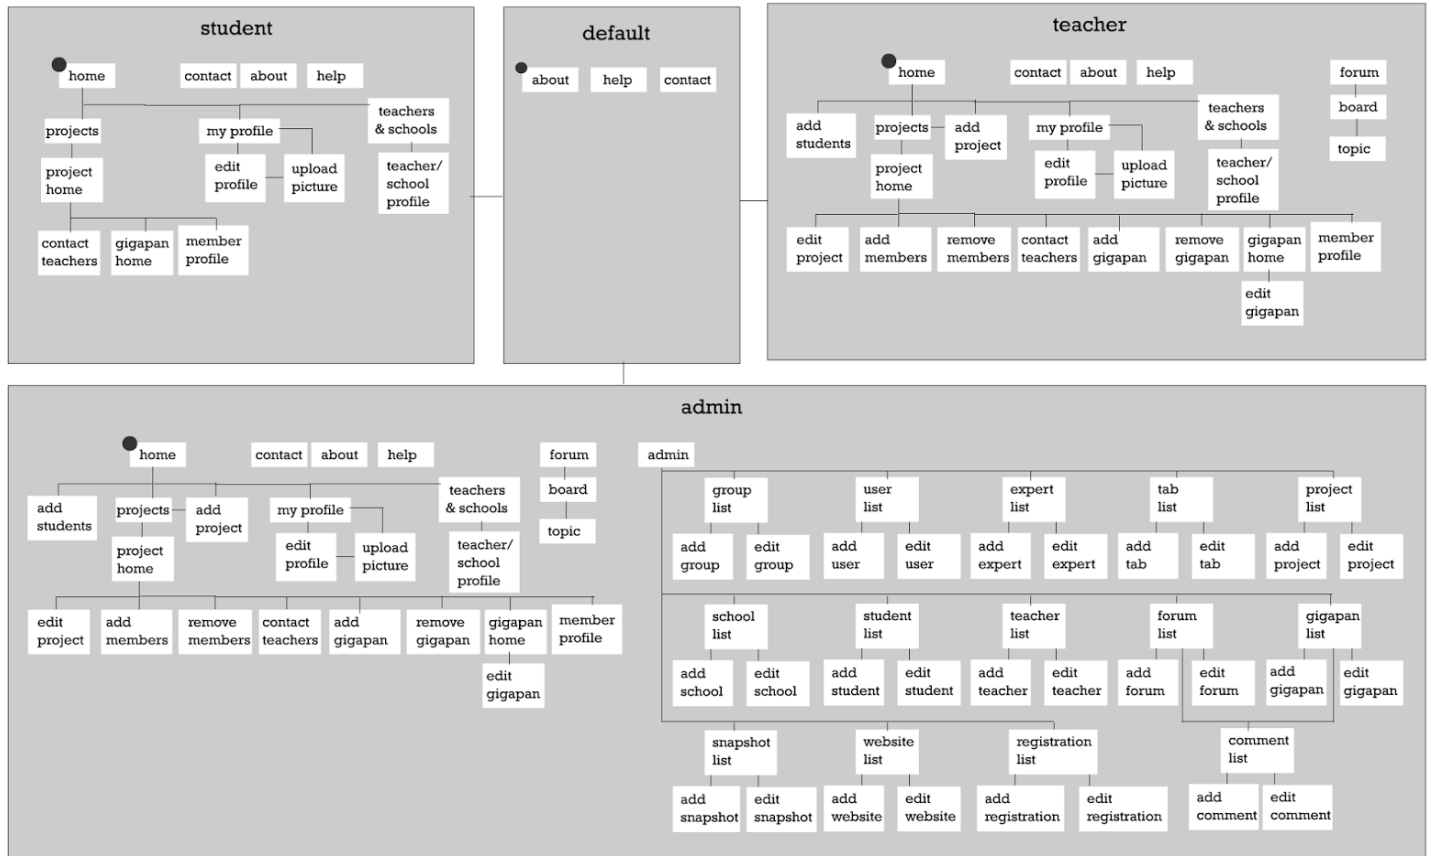 student
home
contact
about
help
projects
my profile
teachers
& schools
project
home
edit
profile
upload
picture
teacher/
school
profile
contact
teachers
gigapan
home
member
profile
default
about
help
contact
teacher
home
contact
about
help
forum
board
topic
add
students
projects
add
project
my profile
teachers
& schools
project
home
edit
profile
upload
picture
teacher/
school
profile
edit
project
add
members
remove
members
contact
teachers
add
gigapan
remove
gigapan
gigapan
home
member
profile
edit
gigapan
admin
home
contact
about
help
forum
board
topic
add
students
projects
add
project
my profile
teachers
& schools
project
home
edit
profile
upload
picture
teacher/
school
profile
edit
project
add
members
remove
members
contact
teachers
add
gigapan
remove
gigapan
gigapan
home
member
profile
edit
gigapan
admin
group
list
user
list
expert
list
tab
list
project
list
add
group
edit
group
add
user
edit
user
add
expert
edit
expert
add
tab
edit
tab
add
project
edit
project
school
list
student
list
teacher
list
forum
list
gigapan
list
add
school
edit
school
add
student
edit
student
add
teacher
edit
teacher
add
forum
edit
forum
add
gigapan
edit
gigapan
snapshot
list
website
list
registration
list
comment
list
add
snapshot
edit
snapshot
add
website
edit
website
add
registration
edit
registration
add
comment
edit
comment